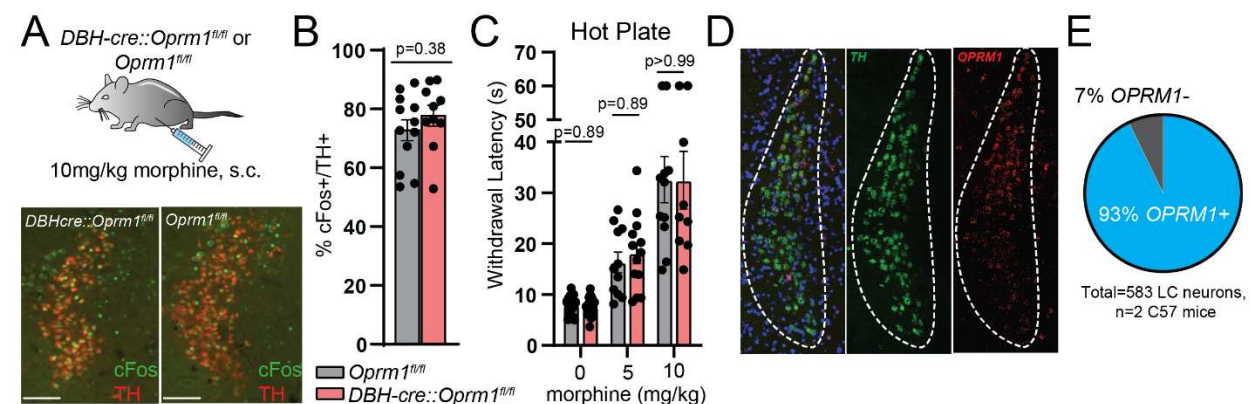 A
DBH-cre::Oprm1fl/fl or
Oprm1fl/fl
10mg/kg morphine, s.c.
DBHcre::Oprm1fl/fl
cFos
TH
Oprm1fl/fl
cFos
TH
B
p=0.38
% cFos+/TH+
100
80
60
40
20
0
C
Hot Plate
p=0.89
p=0.89
p>0.99
Withdrawal Latency (s)
60
50
40
30
20
10
0
0
5
10
morphine (mg/kg)
Oprm1fl/fl
DBH-cre::Oprm1fl/fl
D
TH
OPRM1
E
7% OPRM1-
93% OPRM1+
Total=583 LC neurons,
n=2 C57 mice